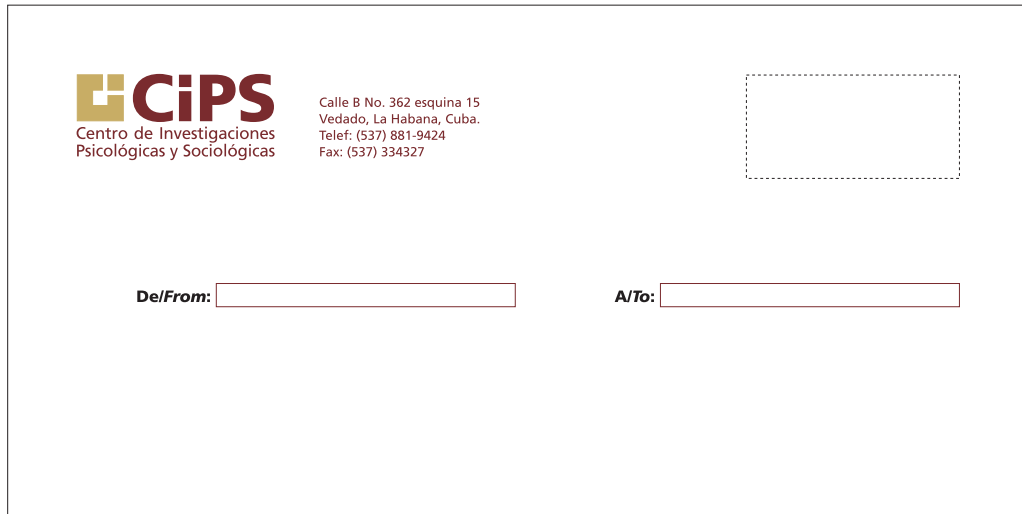 CiPS
Centro de Investigaciones
Psicológicas y Sociológicas
Calle B No. 362 esquina 15
Vedado, La Habana, Cuba.
Telef: (537) 881-9424
Fax: (537) 334327
De/From:
A/To: